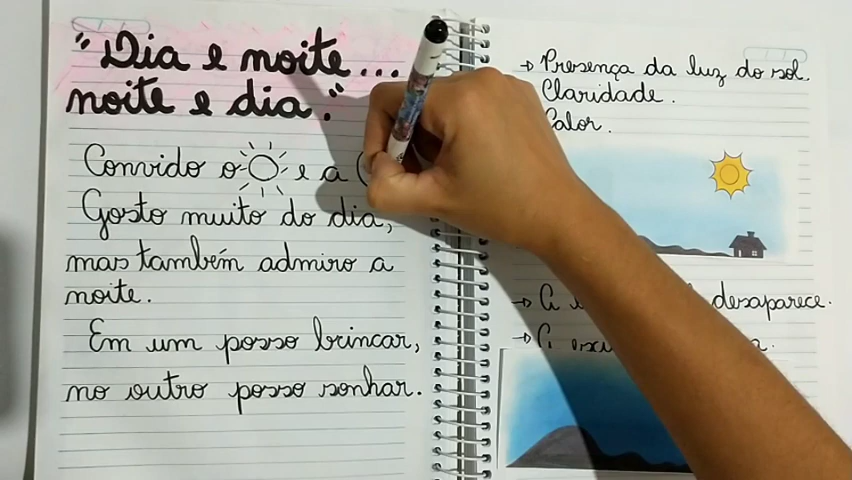 "Dia e noite...
noite e dia."
Convido o e a
Gosto muito do dia,
mas também admiro a
noite.
Em um posso brincar,
no outro posso sonhar.
→ Presença da luz do sol.
Claridade.
Calor.
→ A desaparece.
→ A